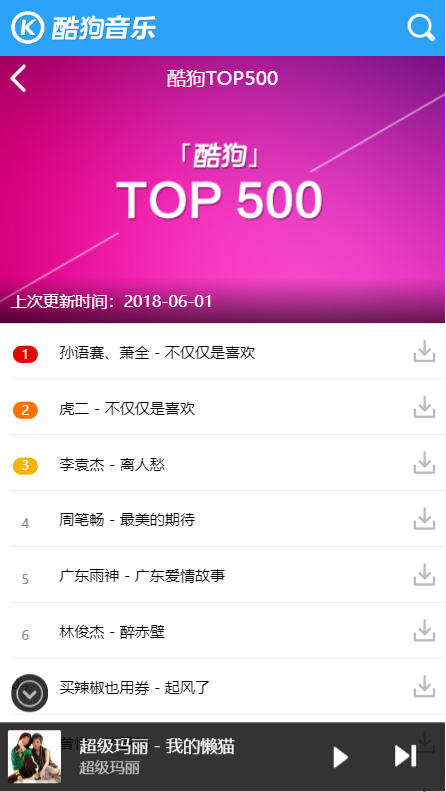 酷狗音乐
酷狗TOP500
「酷狗」
TOP 500
上次更新时间：2018-06-01
1 孙语赛、萧全 - 不仅仅是喜欢
2 虎二 - 不仅仅是喜欢
3 李袁杰 - 离人愁
4 周笔畅 - 最美的期待
5 广东雨神 - 广东爱情故事
6 林俊杰 - 醉赤壁
买辣椒也用券 - 起风了
超级玛丽 - 我的懒猫
超级玛丽